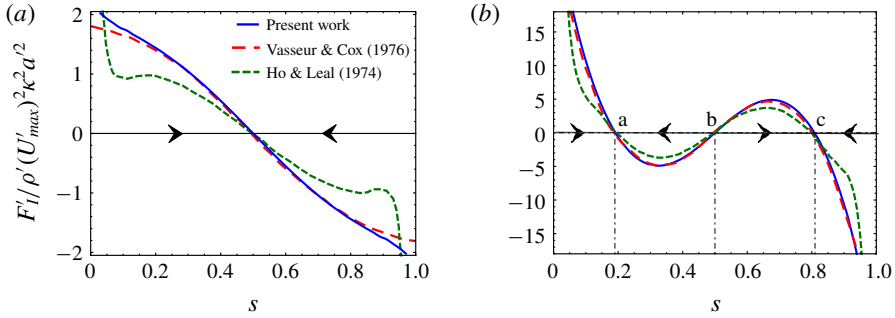 (a)
2
1
0
−1
−2
0
0.2
0.4
0.6
0.8
1.0
s
F′_I/ρ′(U′_max)²κ²a′²
Present work
Vasseur & Cox (1976)
Ho & Leal (1974)
(b)
15
10
5
0
−5
−10
−15
0.2
0.4
0.6
0.8
1.0
s
a
b
c